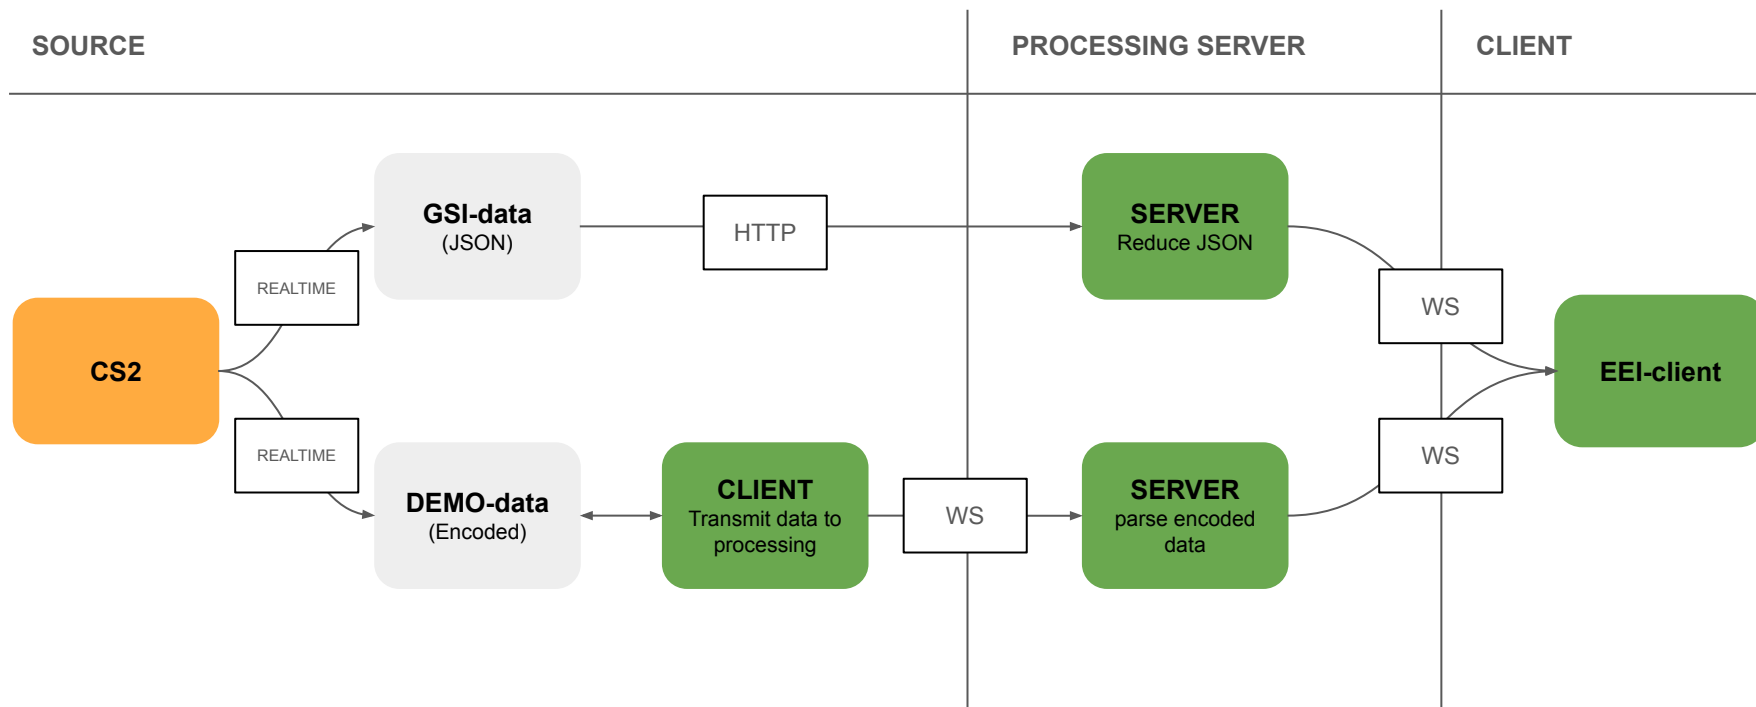 SOURCE
PROCESSING SERVER
CLIENT
GSI-data
(JSON)
HTTP
SERVER
Reduce JSON
REALTIME
WS
CS2
EEI-client
REALTIME
DEMO-data
(Encoded)
CLIENT
Transmit data to
processing
WS
SERVER
parse encoded
data
WS